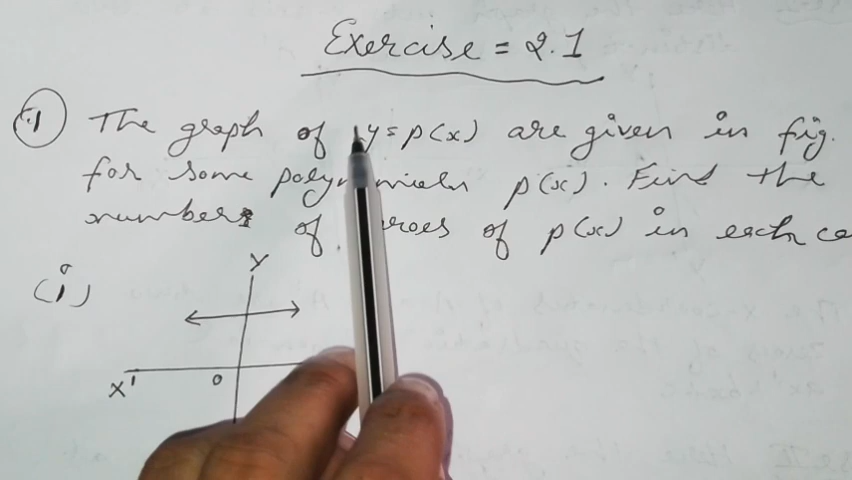 Exercise = 2.1
1 The graph of y = p(x) are given in fig.
for some p(x). Find the
numbers of of p(x) in each
(i) Y
X' O